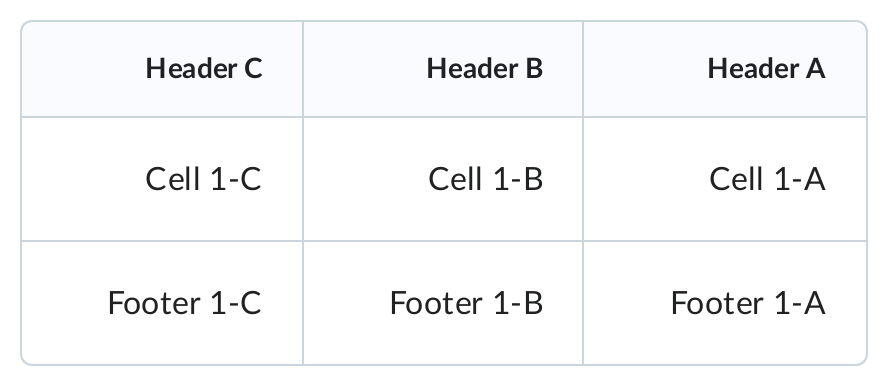 Header C Header B Header A
Cell 1-C Cell 1-B Cell 1-A
Footer 1-C Footer 1-B Footer 1-A